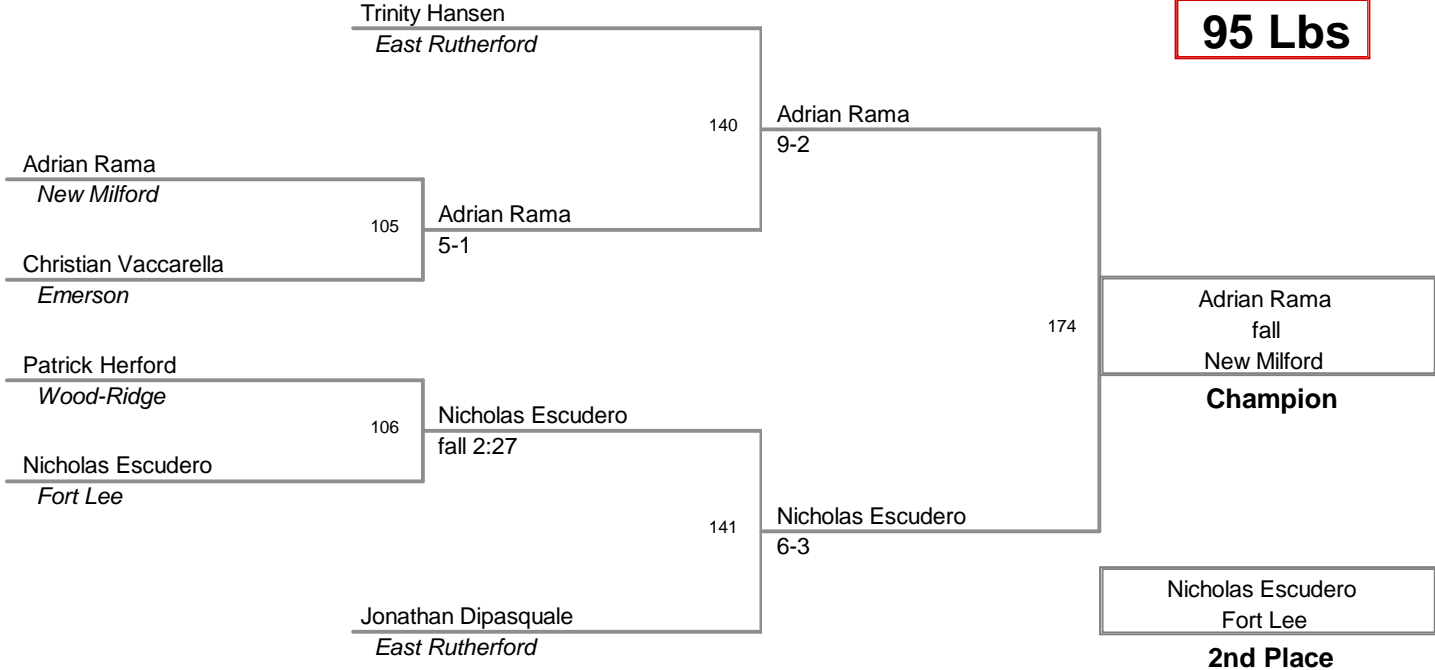 Trinity Hansen
East Rutherford
95 Lbs
140
Adrian Rama
9-2
Adrian Rama
New Milford
105
Adrian Rama
5-1
Christian Vaccarella
Emerson
174
Adrian Rama
fall
New Milford
Champion
Patrick Herford
Wood-Ridge
106
Nicholas Escudero
fall 2:27
Nicholas Escudero
Fort Lee
141
Nicholas Escudero
6-3
Jonathan Dipasquale
East Rutherford
Nicholas Escudero
Fort Lee
2nd Place